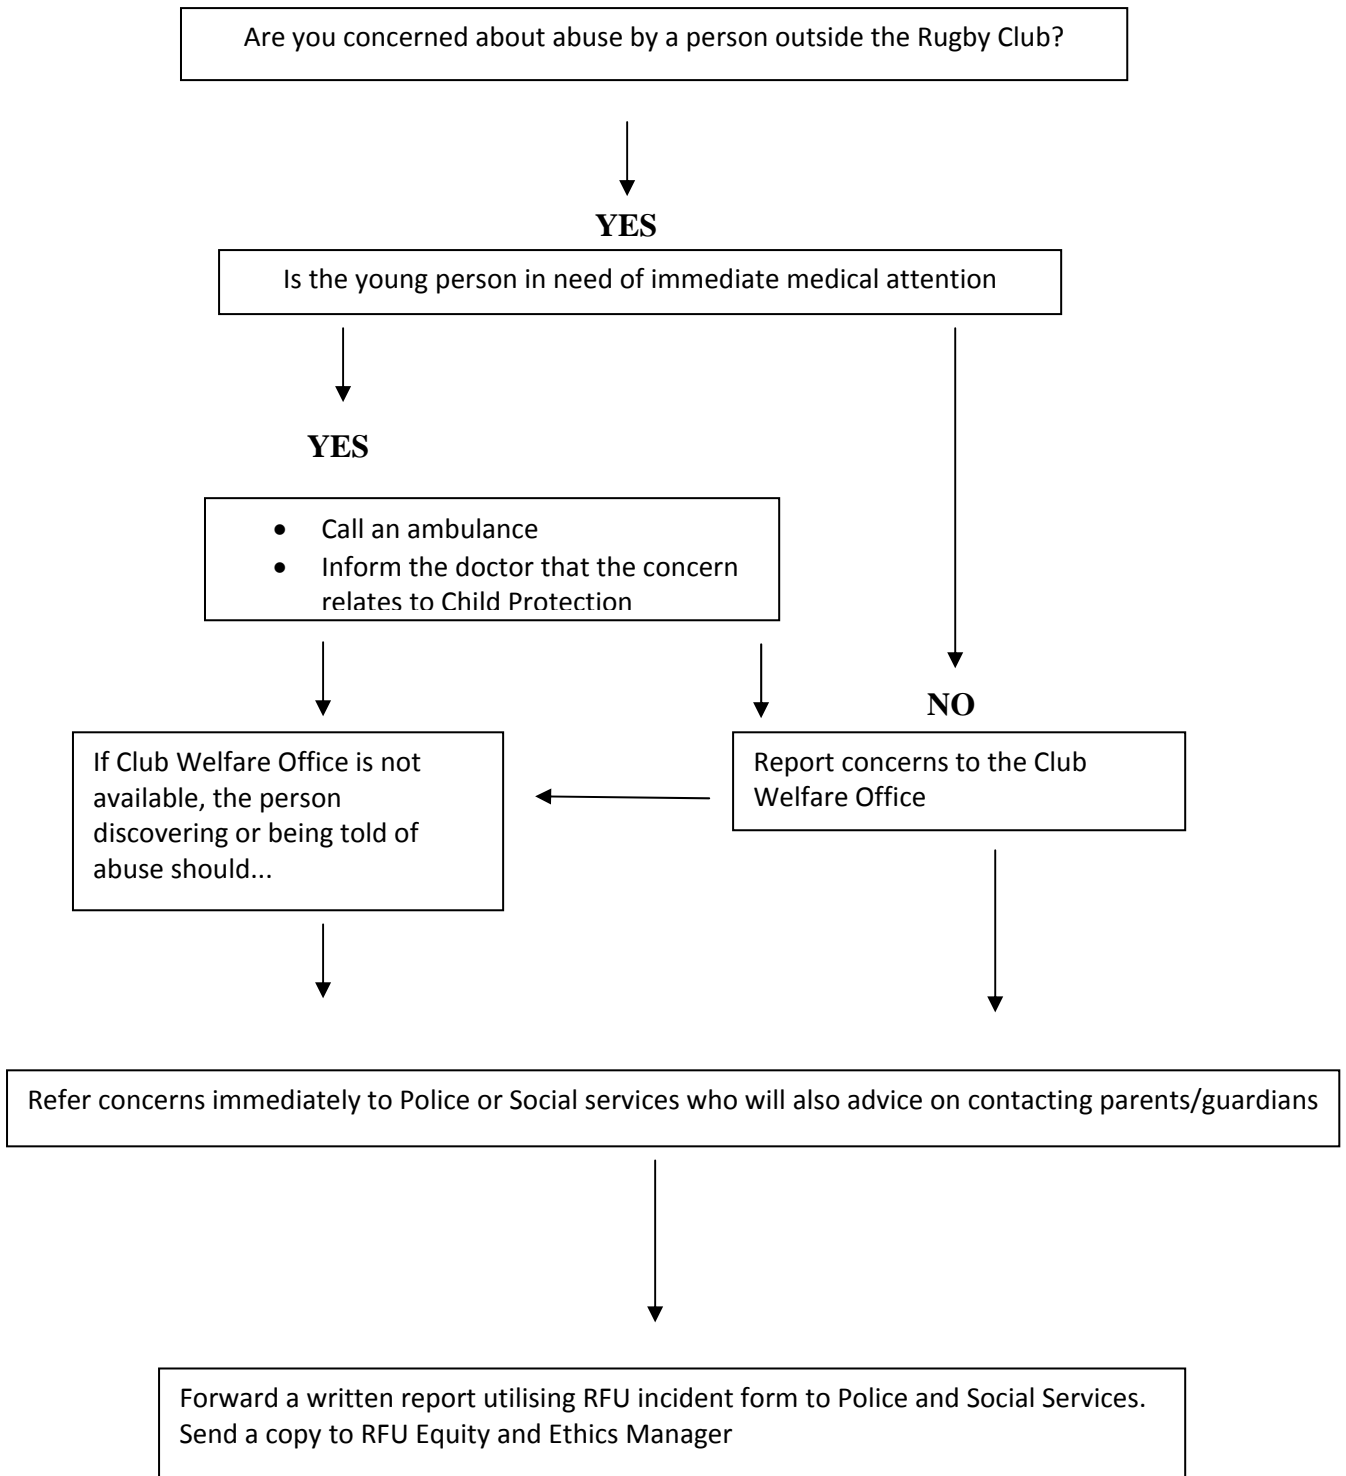 Are you concerned about abuse by a person outside the Rugby Club?
YES
Is the young person in need of immediate medical attention
YES
• Call an ambulance
• Inform the doctor that the concern
relates to Child Protection
NO
If Club Welfare Office is not
available, the person
discovering or being told of
abuse should...
Report concerns to the Club
Welfare Office
Refer concerns immediately to Police or Social services who will also advice on contacting parents/guardians
Forward a written report utilising RFU incident form to Police and Social Services.
Send a copy to RFU Equity and Ethics Manager